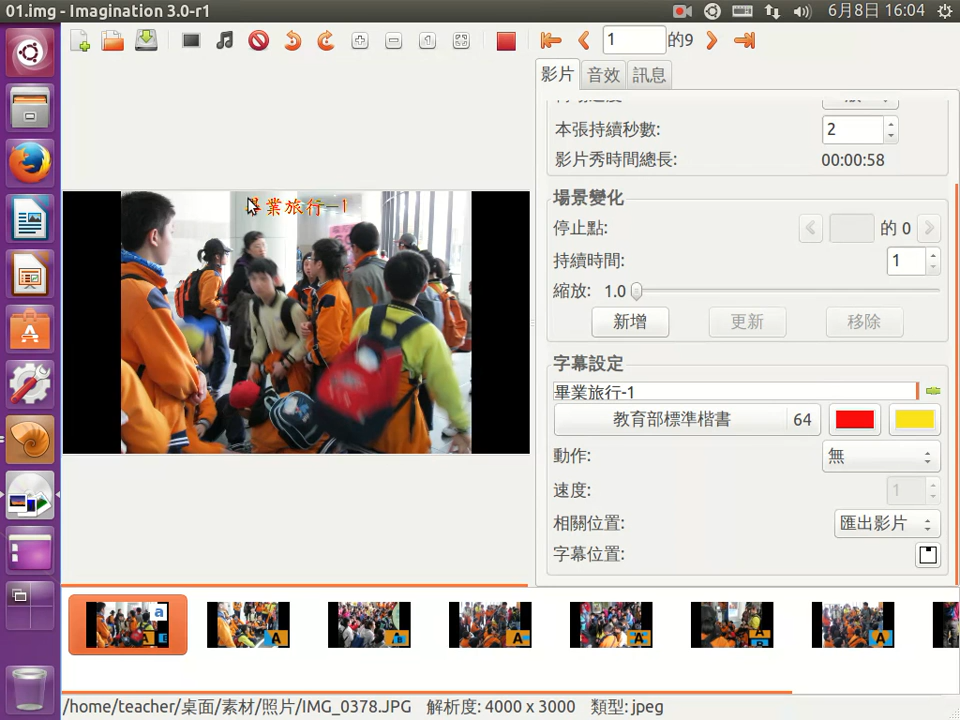 01.img - Imagination 3.0-r1
6月8日 16:04
1 的9
影片 音效 訊息
本張持續秒數: 2
影片秀時間總長: 00:00:58
場景變化
停止點: 的 0
持續時間: 1
縮放: 1.0
新增 更新 移除
字幕設定
畢業旅行-1
教育部標準楷書 64
動作: 無
速度: 1
相關位置: 匯出影片
字幕位置:
畢業旅行-1
/home/teacher/桌面/素材/照片/IMG_0378.JPG 解析度: 4000 x 3000 類型: jpeg